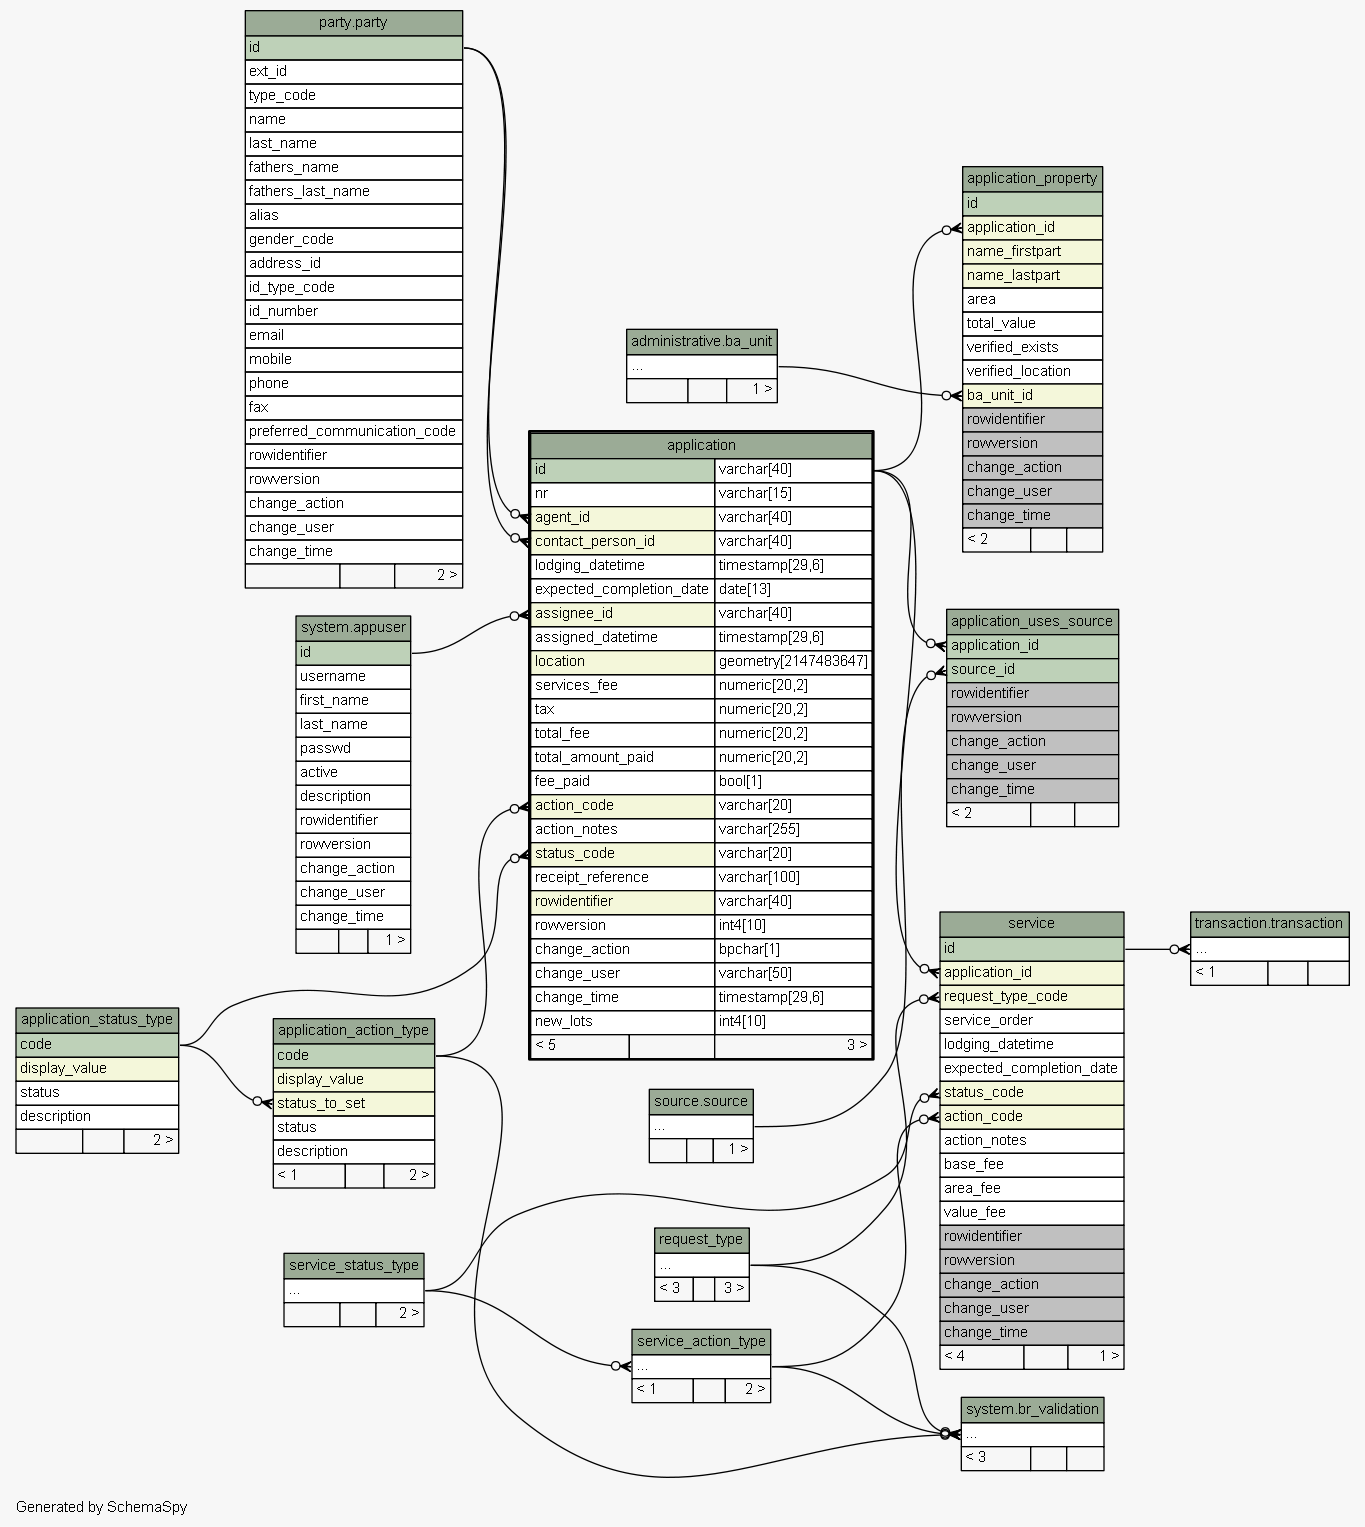 party.party
id
ext_id
type_code
name
last_name
fathers_name
fathers_last_name
alias
gender_code
address_id
id_type_code
id_number
email
mobile
phone
fax
preferred_communication_code
rowidentifier
rowversion
change_action
change_user
change_time
2 >
application_property
id
application_id
name_firstpart
name_lastpart
area
total_value
verified_exists
verified_location
ba_unit_id
rowidentifier
rowversion
change_action
change_user
change_time
< 2
administrative.ba_unit
...
1 >
application
id varchar[40]
nr varchar[15]
agent_id varchar[40]
contact_person_id varchar[40]
lodging_datetime timestamp[29,6]
expected_completion_date date[13]
assignee_id varchar[40]
assigned_datetime timestamp[29,6]
location geometry[2147483647]
services_fee numeric[20,2]
tax numeric[20,2]
total_fee numeric[20,2]
total_amount_paid numeric[20,2]
fee_paid bool[1]
action_code varchar[20]
action_notes varchar[255]
status_code varchar[20]
receipt_reference varchar[100]
rowidentifier varchar[40]
rowversion int4[10]
change_action bpchar[1]
change_user varchar[50]
change_time timestamp[29,6]
new_lots int4[10]
< 5 3 >
system.appuser
id
username
first_name
last_name
passwd
active
description
rowidentifier
rowversion
change_action
change_user
change_time
1 >
application_uses_source
application_id
source_id
rowidentifier
rowversion
change_action
change_user
change_time
< 2
service
id
application_id
request_type_code
service_order
lodging_datetime
expected_completion_date
status_code
action_code
action_notes
base_fee
area_fee
value_fee
rowidentifier
rowversion
change_action
change_user
change_time
< 4 1 >
transaction.transaction
...
< 1
application_status_type
code
display_value
status
description
2 >
application_action_type
code
display_value
status_to_set
status
description
< 1 2 >
source.source
...
1 >
request_type
...
< 3 3 >
service_status_type
...
2 >
service_action_type
...
< 1 2 >
system.br_validation
...
< 3
Generated by SchemaSpy